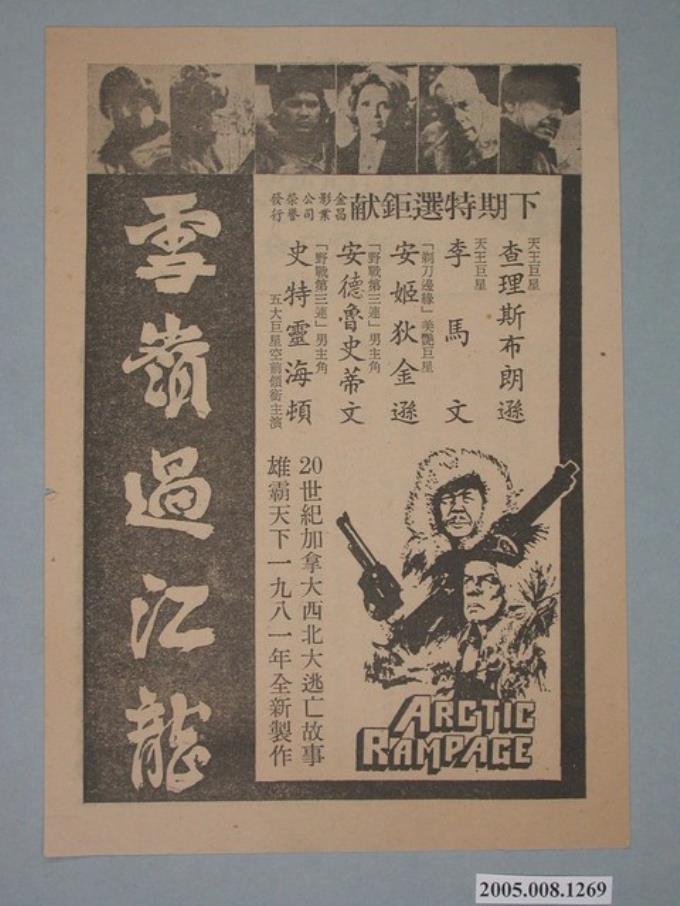 下期特選鉅献
金昌影業公司榮譽發行
天王巨星
查理斯布朗遜
天王巨星
李馬文
「剃刀邊緣」美艷巨星
安姬狄金遜
「野戰第三連」男主角
安德魯史蒂文
「野戰第三連」男主角
史特靈海頓
五大巨星空前領銜主演
20世紀加拿大西北大逃亡故事
雄霸天下一九八一年全新製作
雪嶺過江龍
ARCTIC
RAMPAGE
2005.008.1269